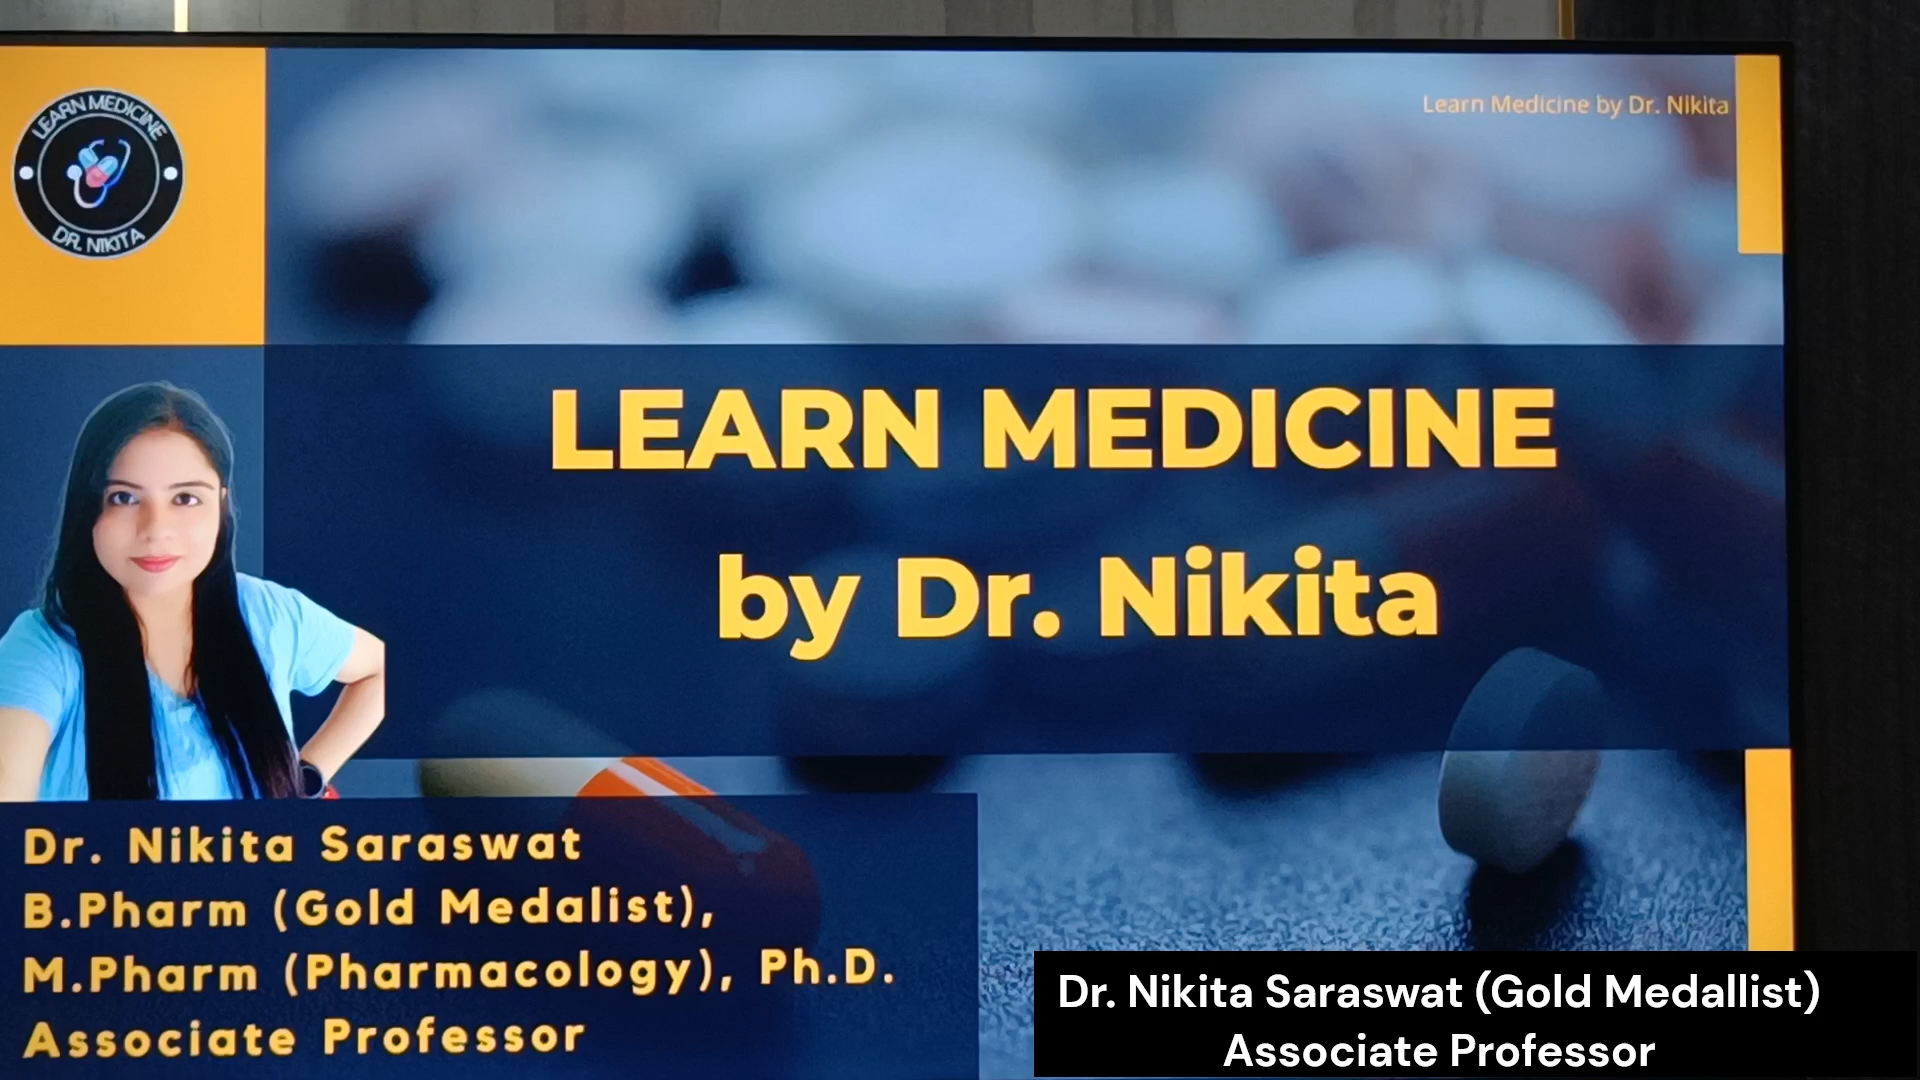 LEARN MEDICINE
DR. NIKITA
Learn Medicine by Dr. Nikita
LEARN MEDICINE
by Dr. Nikita
Dr. Nikita Saraswat
B.Pharm (Gold Medalist),
M.Pharm (Pharmacology), Ph.D.
Associate Professor
Dr. Nikita Saraswat (Gold Medallist)
Associate Professor